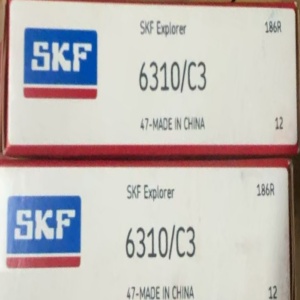 SKF Explorer 186R
SKF
6310/C3
47-MADE IN CHINA 12
SKF Explorer 186R
SKF
6310/C3
47-MADE IN CHINA 12